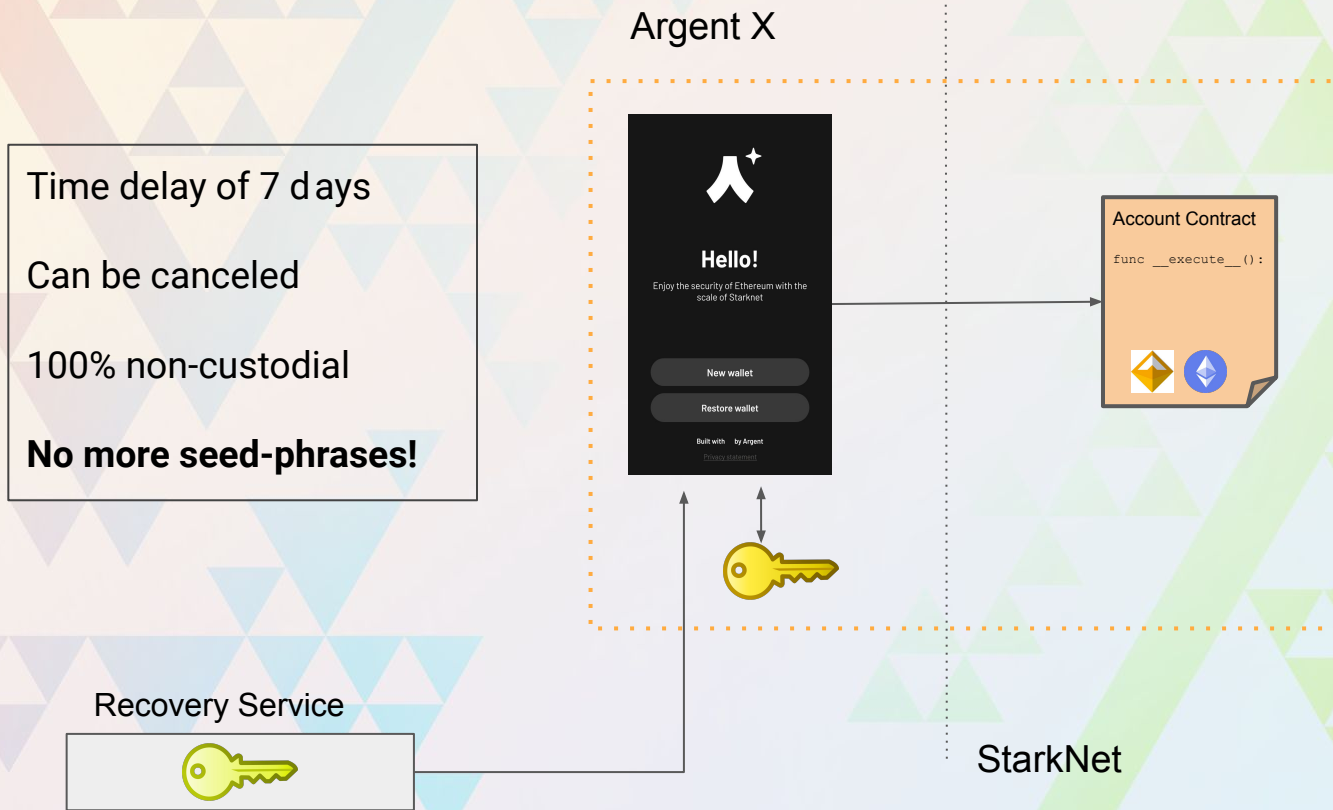 Argent X
Time delay of 7 days
Can be canceled
100% non-custodial
No more seed-phrases!
Hello!
Enjoy the security of Ethereum with the
scale of Starknet
New wallet
Restore wallet
Built with by Argent
Privacy statement
Account Contract
func __execute__():
Recovery Service
StarkNet